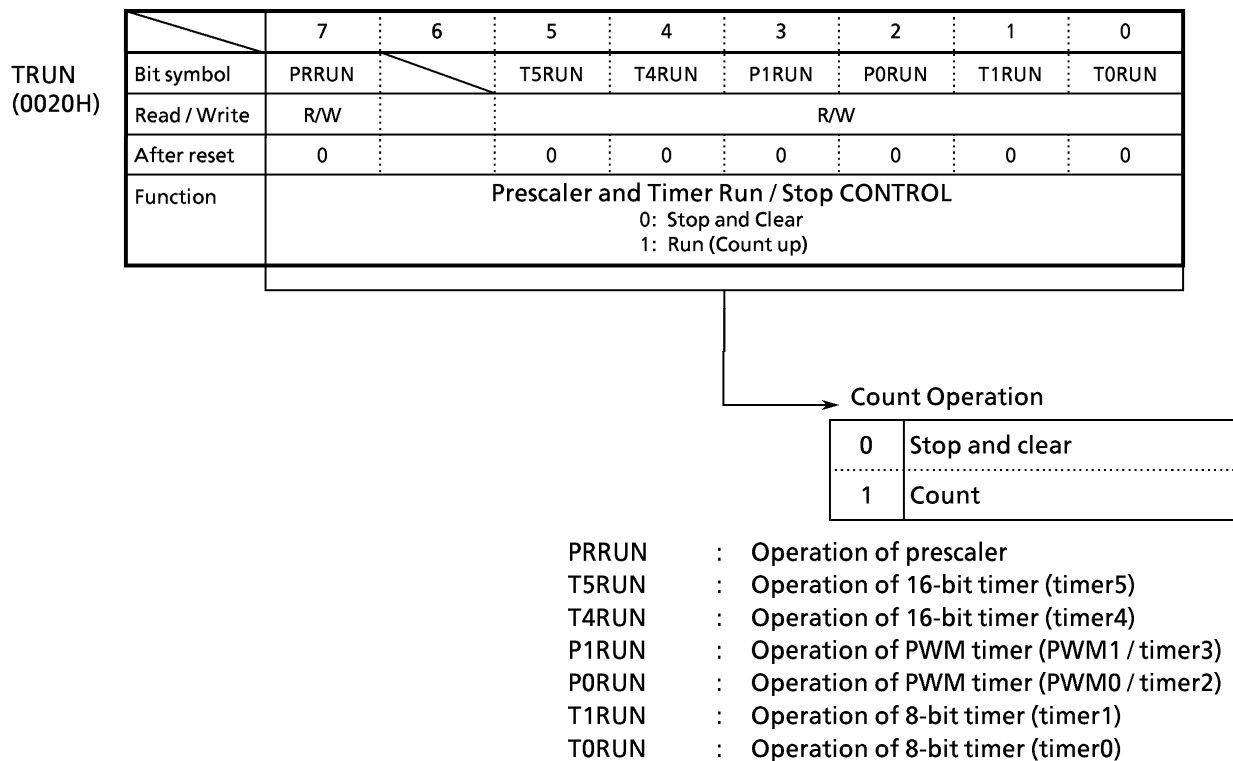 7 6 5 4 3 2 1 0
TRUN
(0020H)
Bit symbol PRRUN T5RUN T4RUN P1RUN P0RUN T1RUN T0RUN
Read / Write R/W R/W
After reset 0 0 0 0 0 0 0
Function Prescaler and Timer Run / Stop CONTROL
0: Stop and Clear
1: Run (Count up)
Count Operation
0 Stop and clear
1 Count
PRRUN : Operation of prescaler
T5RUN : Operation of 16-bit timer (timer5)
T4RUN : Operation of 16-bit timer (timer4)
P1RUN : Operation of PWM timer (PWM1 / timer3)
P0RUN : Operation of PWM timer (PWM0 / timer2)
T1RUN : Operation of 8-bit timer (timer1)
T0RUN : Operation of 8-bit timer (timer0)